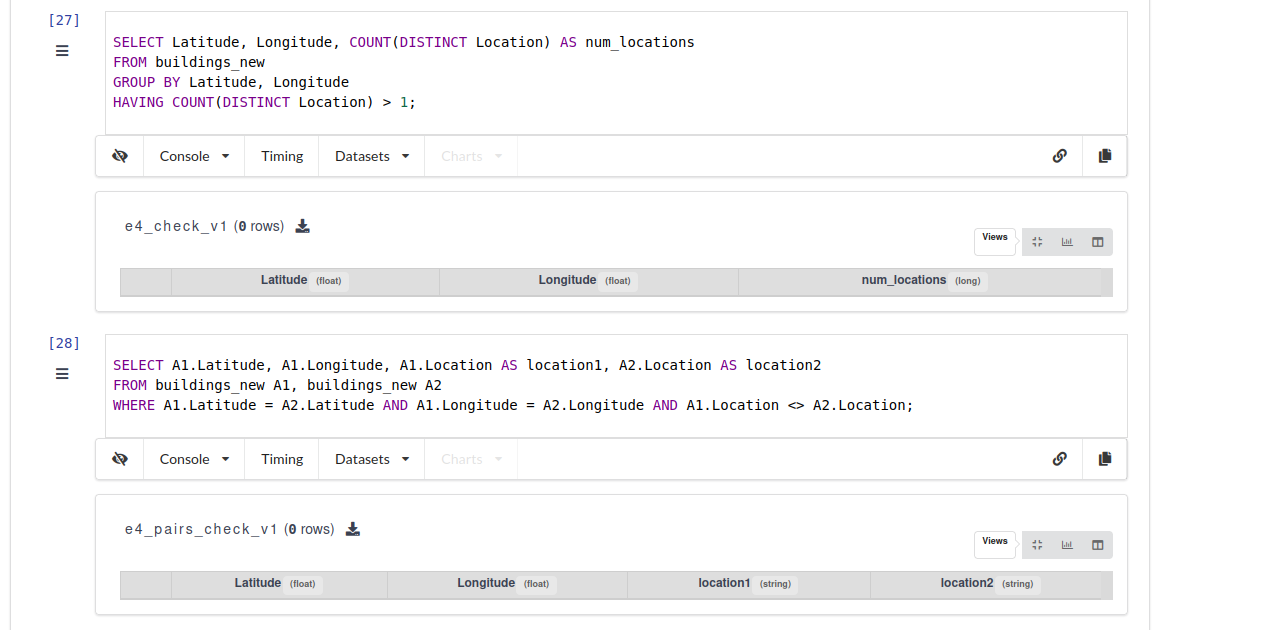 [27]
SELECT Latitude, Longitude, COUNT(DISTINCT Location) AS num_locations
FROM buildings_new
GROUP BY Latitude, Longitude
HAVING COUNT(DISTINCT Location) > 1;
Console Timing Datasets Charts
e4_check_v1 (0 rows)
Views
Latitude (float) Longitude (float) num_locations (long)
[28]
SELECT A1.Latitude, A1.Longitude, A1.Location AS location1, A2.Location AS location2
FROM buildings_new A1, buildings_new A2
WHERE A1.Latitude = A2.Latitude AND A1.Longitude = A2.Longitude AND A1.Location <> A2.Location;
Console Timing Datasets Charts
e4_pairs_check_v1 (0 rows)
Views
Latitude (float) Longitude (float) location1 (string) location2 (string)